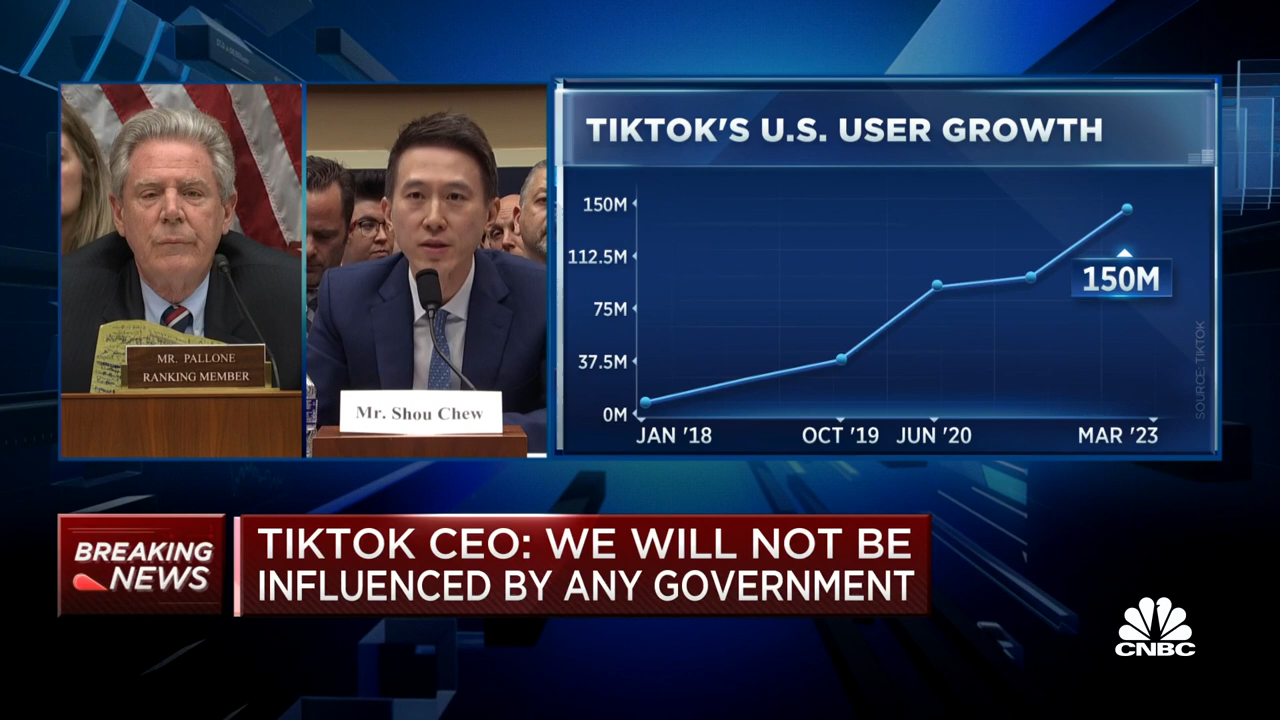 MR. PALLONE
RANKING MEMBER
Mr. Shou Chew
TIKTOK'S U.S. USER GROWTH
150M
112.5M
75M
37.5M
0M
JAN '18
OCT '19
JUN '20
MAR '23
150M
SOURCE: TIKTOK
BREAKING
NEWS
TIKTOK CEO: WE WILL NOT BE
INFLUENCED BY ANY GOVERNMENT
CNBC